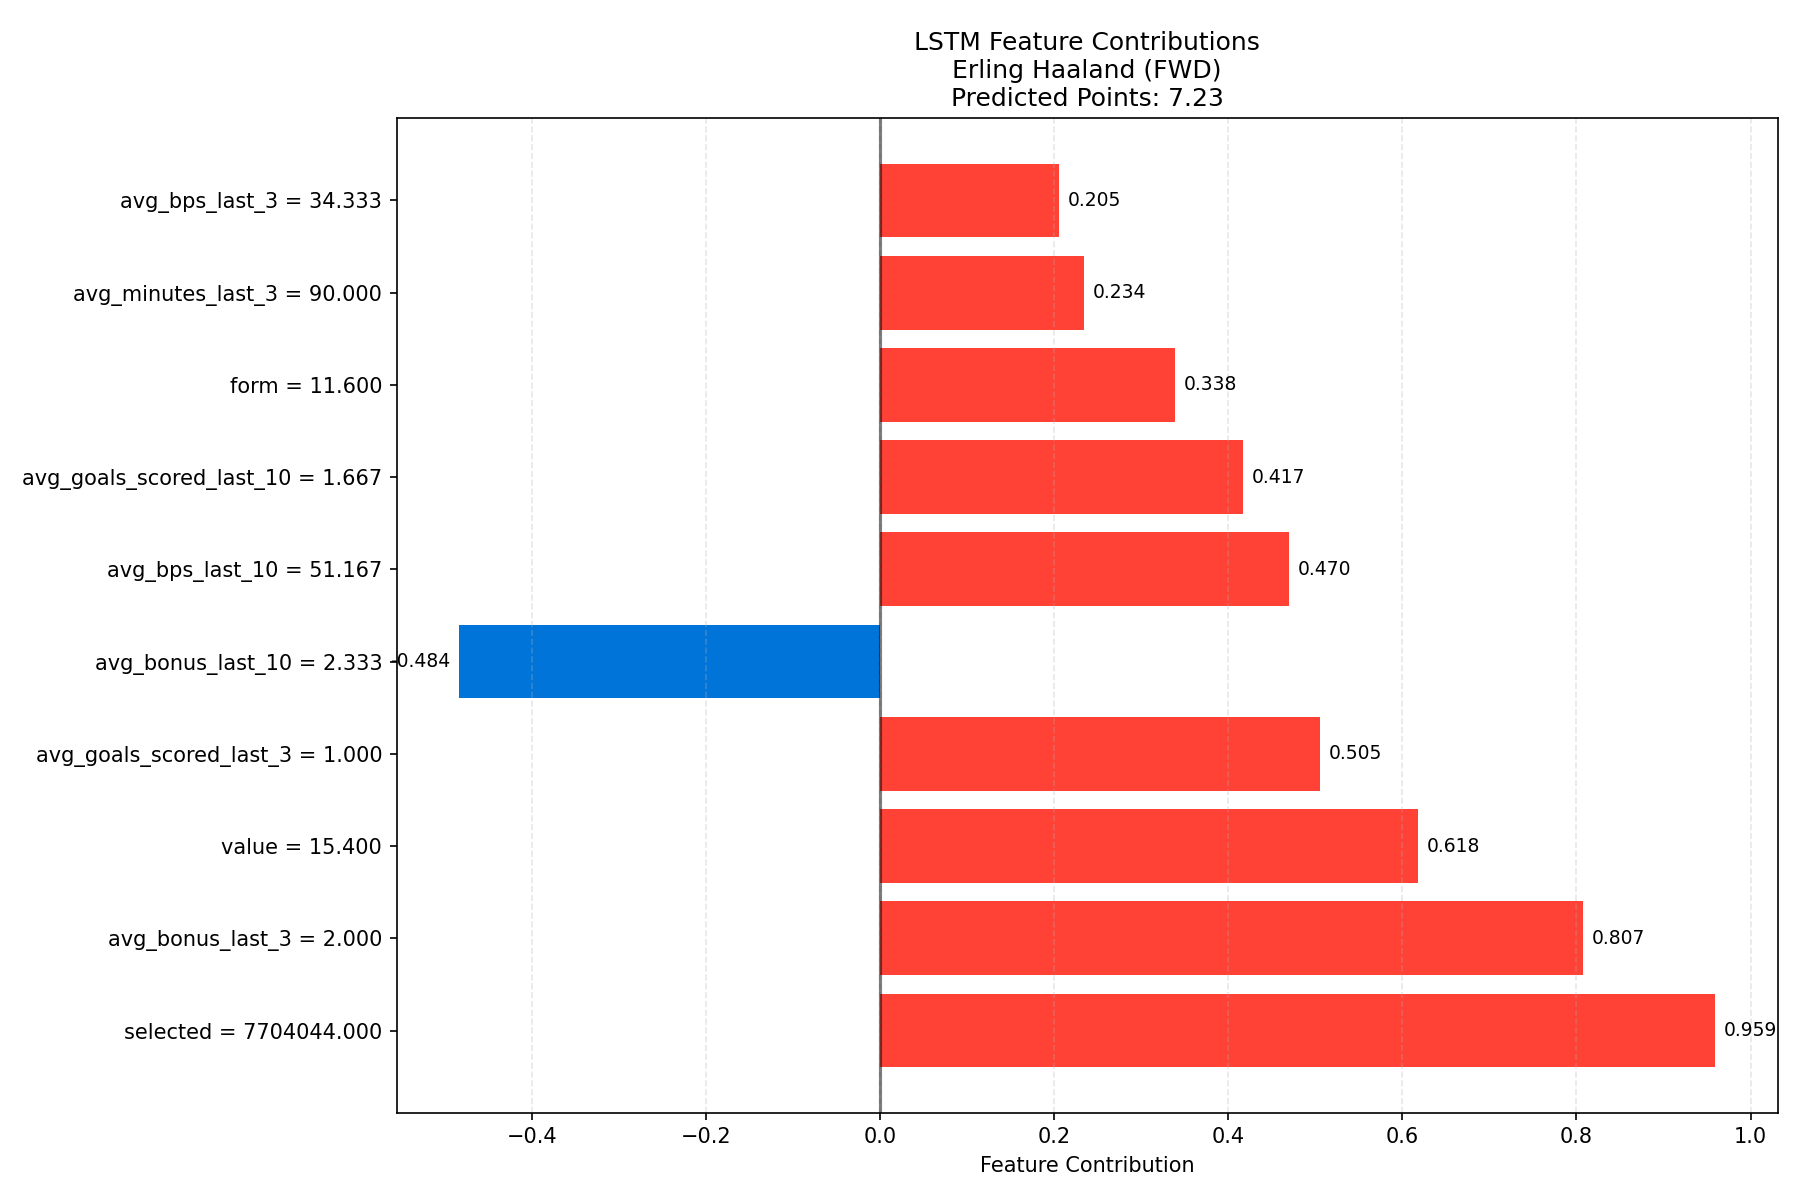 LSTM Feature Contributions
Erling Haaland (FWD)
Predicted Points: 7.23
avg_bps_last_3 = 34.333
0.205
avg_minutes_last_3 = 90.000
0.234
form = 11.600
0.338
avg_goals_scored_last_10 = 1.667
0.417
avg_bps_last_10 = 51.167
0.470
avg_bonus_last_10 = 2.333
-0.484
avg_goals_scored_last_3 = 1.000
0.505
value = 15.400
0.618
avg_bonus_last_3 = 2.000
0.807
selected = 7704044.000
0.959
−0.4 −0.2 0.0 0.2 0.4 0.6 0.8 1.0
Feature Contribution